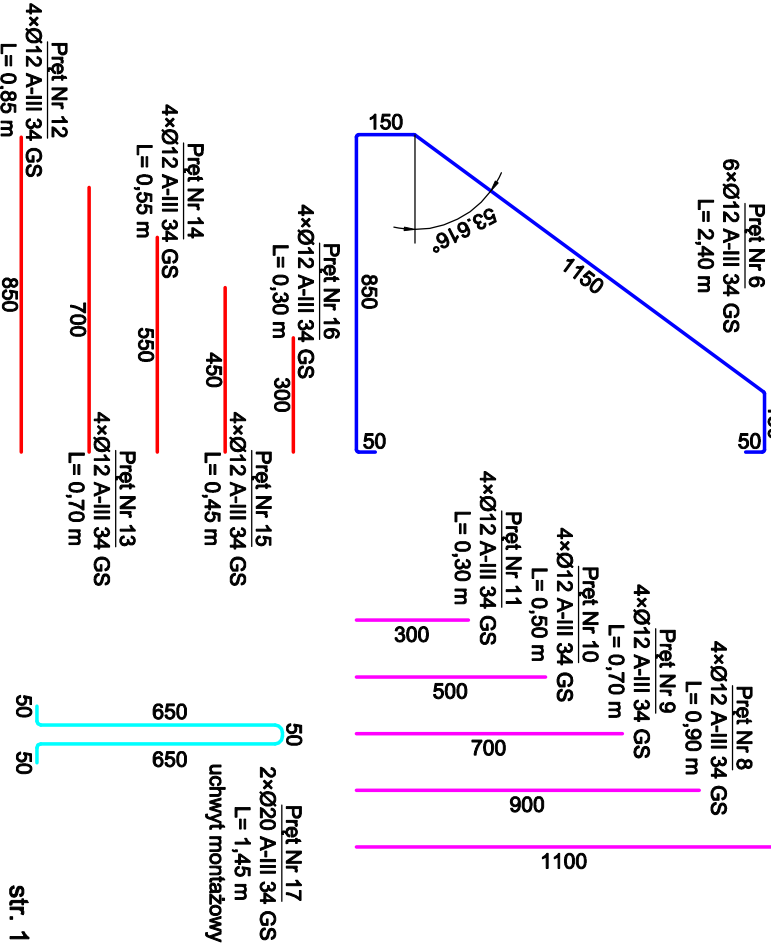 Pręt Nr 6
6×Ø12 A-III 34 GS
L= 2,40 m
150
53.616°
1150
850
50
50
Pręt Nr 16
4×Ø12 A-III 34 GS
L= 0,30 m
300
Pręt Nr 15
4×Ø12 A-III 34 GS
L= 0,45 m
450
Pręt Nr 14
4×Ø12 A-III 34 GS
L= 0,55 m
550
Pręt Nr 13
4×Ø12 A-III 34 GS
L= 0,70 m
700
Pręt Nr 12
4×Ø12 A-III 34 GS
L= 0,85 m
850
Pręt Nr 8
4×Ø12 A-III 34 GS
L= 0,90 m
900
Pręt Nr 9
4×Ø12 A-III 34 GS
L= 0,70 m
700
Pręt Nr 10
4×Ø12 A-III 34 GS
L= 0,50 m
500
Pręt Nr 11
4×Ø12 A-III 34 GS
L= 0,30 m
300
1100
Pręt Nr 17
2×Ø20 A-III 34 GS
L= 1,45 m
uchwyt montażowy
50
650
650
50
50
str. 1